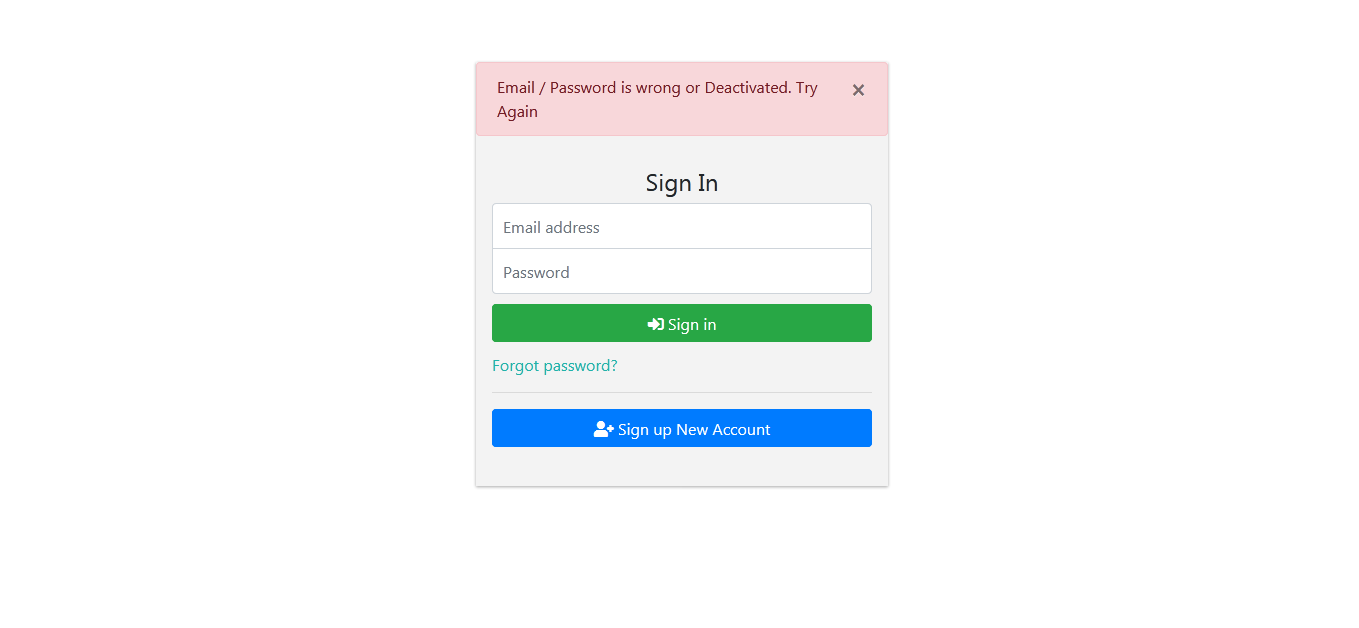 Email / Password is wrong or Deactivated. Try
Again
×
Sign In
Email address
Password
Sign in
Forgot password?
Sign up New Account